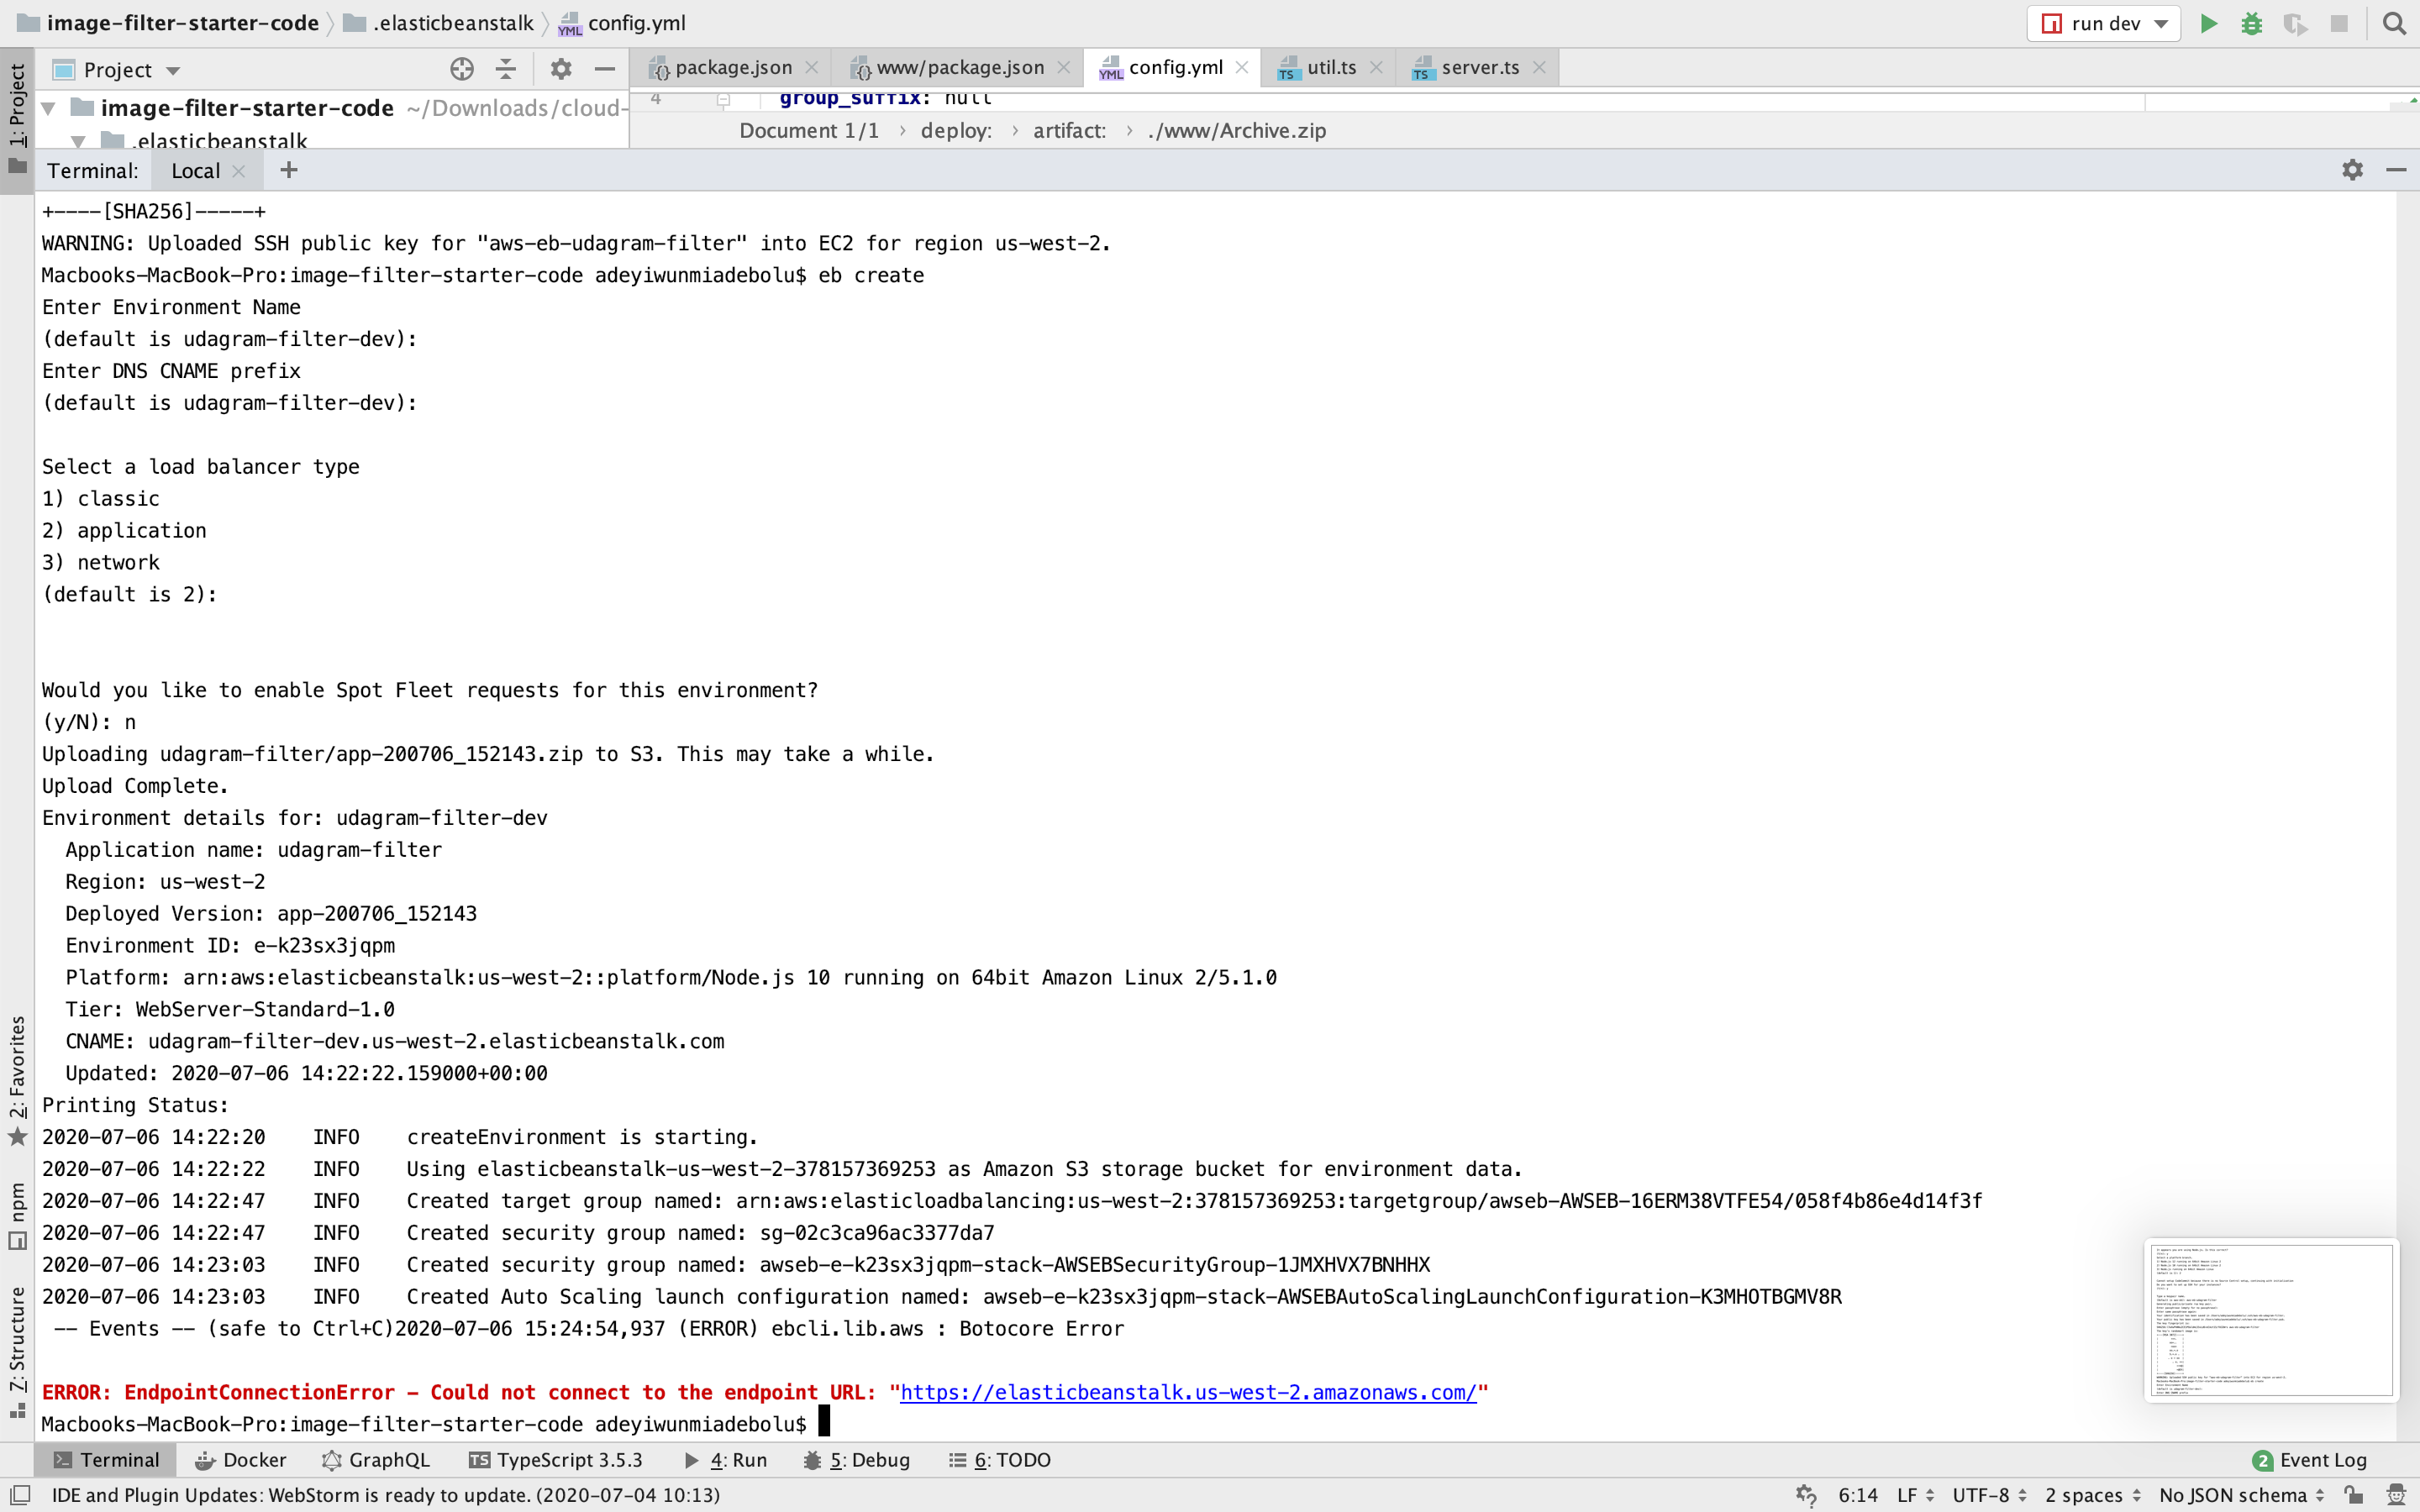 image-filter-starter-code .elasticbeanstalk config.yml run dev
1: Project
Project
package.json www/package.json config.yml util.ts server.ts
image-filter-starter-code ~/Downloads/cloud-
.elasticbeanstalk
4 group_suffix: null
Document 1/1 › deploy: › artifact: › ./www/Archive.zip
Terminal: Local +
+----[SHA256]-----+
WARNING: Uploaded SSH public key for "aws-eb-udagram-filter" into EC2 for region us-west-2.
Macbooks-MacBook-Pro:image-filter-starter-code adeyiwunmiadebolu$ eb create
Enter Environment Name
(default is udagram-filter-dev):
Enter DNS CNAME prefix
(default is udagram-filter-dev):
Select a load balancer type
1) classic
2) application
3) network
(default is 2):
Would you like to enable Spot Fleet requests for this environment?
(y/N): n
Uploading udagram-filter/app-200706_152143.zip to S3. This may take a while.
Upload Complete.
Environment details for: udagram-filter-dev
Application name: udagram-filter
Region: us-west-2
Deployed Version: app-200706_152143
Environment ID: e-k23sx3jqpm
Platform: arn:aws:elasticbeanstalk:us-west-2::platform/Node.js 10 running on 64bit Amazon Linux 2/5.1.0
Tier: WebServer-Standard-1.0
CNAME: udagram-filter-dev.us-west-2.elasticbeanstalk.com
Updated: 2020-07-06 14:22:22.159000+00:00
Printing Status:
2020-07-06 14:22:20 INFO createEnvironment is starting.
2020-07-06 14:22:22 INFO Using elasticbeanstalk-us-west-2-378157369253 as Amazon S3 storage bucket for environment data.
2020-07-06 14:22:47 INFO Created target group named: arn:aws:elasticloadbalancing:us-west-2:378157369253:targetgroup/awseb-AWSEB-16ERM38VTFE54/058f4b86e4d14f3f
2020-07-06 14:22:47 INFO Created security group named: sg-02c3ca96ac3377da7
2020-07-06 14:23:03 INFO Created security group named: awseb-e-k23sx3jqpm-stack-AWSEBSecurityGroup-1JMXHVX7BNHHX
2020-07-06 14:23:03 INFO Created Auto Scaling launch configuration named: awseb-e-k23sx3jqpm-stack-AWSEBAutoScalingLaunchConfiguration-K3MHOTBGMV8R
-- Events -- (safe to Ctrl+C)2020-07-06 15:24:54,937 (ERROR) ebcli.lib.aws : Botocore Error
ERROR: EndpointConnectionError - Could not connect to the endpoint URL: "https://elasticbeanstalk.us-west-2.amazonaws.com/"
Macbooks-MacBook-Pro:image-filter-starter-code adeyiwunmiadebolu$
2: Favorites
npm
Z: Structure
Terminal Docker GraphQL TypeScript 3.5.3 4: Run 5: Debug 6: TODO 2 Event Log
IDE and Plugin Updates: WebStorm is ready to update. (2020-07-04 10:13) 6:14 LF UTF-8 2 spaces No JSON schema